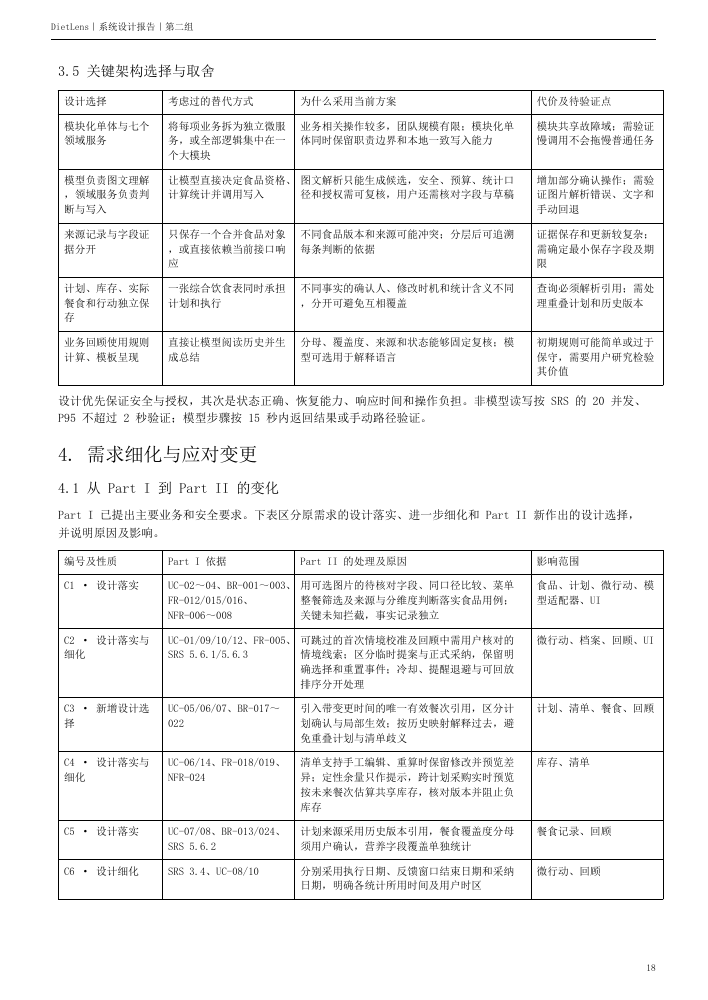 DietLens｜系统设计报告｜第二组
3.5 关键架构选择与取舍
设计选择 考虑过的替代方式 为什么采用当前方案 代价及待验证点
模块化单体与七个
领域服务
将每项业务拆为独立微服
务，或全部逻辑集中在一
个大模块
业务相关操作较多，团队规模有限；模块化单
体同时保留职责边界和本地一致写入能力
模块共享故障域；需验证
慢调用不会拖慢普通任务
模型负责图文理解
，领域服务负责判
断与写入
让模型直接决定食品资格、
计算统计并调用写入
图文解析只能生成候选，安全、预算、统计口
径和授权需可复核，用户还需核对字段与草稿
增加部分确认操作；需验
证图片解析错误、文字和
手动回退
来源记录与字段证
据分开
只保存一个合并食品对象
，或直接依赖当前接口响
应
不同食品版本和来源可能冲突；分层后可追溯
每条判断的依据
证据保存和更新较复杂；
需确定最小保存字段及期
限
计划、库存、实际
餐食和行动独立保
存
一张综合饮食表同时承担
计划和执行
不同事实的确认人、修改时机和统计含义不同
，分开可避免互相覆盖
查询必须解析引用；需处
理重叠计划和历史版本
业务回顾使用规则
计算、模板呈现
直接让模型阅读历史并生
成总结
分母、覆盖度、来源和状态能够固定复核；模
型可选用于解释语言
初期规则可能简单或过于
保守，需要用户研究检验
其价值
设计优先保证安全与授权，其次是状态正确、恢复能力、响应时间和操作负担。非模型读写按 SRS 的 20 并发、
P95 不超过 2 秒验证；模型步骤按 15 秒内返回结果或手动路径验证。
4. 需求细化与应对变更
4.1 从 Part I 到 Part II 的变化
Part I 已提出主要业务和安全要求。下表区分原需求的设计落实、进一步细化和 Part II 新作出的设计选择，
并说明原因及影响。
编号及性质 Part I 依据 Part II 的处理及原因 影响范围
C1 • 设计落实
UC-02～04、BR-001～003、
FR-012/015/016、
NFR-006～008
用可选图片的待核对字段、同口径比较、菜单
整餐筛选及来源与分维度判断落实食品用例；
关键未知拦截，事实记录独立
食品、计划、微行动、模
型适配器、UI
C2 • 设计落实与
细化
UC-01/09/10/12、FR-005、
SRS 5.6.1/5.6.3
可跳过的首次情境校准及回顾中需用户核对的
情境线索；区分临时提案与正式采纳，保留明
确选择和重置事件；冷却、提醒退避与可回放
排序分开处理
微行动、档案、回顾、UI
C3 • 新增设计选
择
UC-05/06/07、BR-017～
022
引入带变更时间的唯一有效餐次引用，区分计
划确认与局部生效；按历史映射解释过去，避
免重叠计划与清单歧义
计划、清单、餐食、回顾
C4 • 设计落实与
细化
UC-06/14、FR-018/019、
NFR-024
清单支持手工编辑、重算时保留修改并预览差
异；定性余量只作提示，跨计划采购实时预览
按未来餐次估算共享库存，核对版本并阻止负
库存
库存、清单
C5 • 设计落实
UC-07/08、BR-013/024、
SRS 5.6.2
计划来源采用历史版本引用，餐食覆盖度分母
须用户确认，营养字段覆盖单独统计
餐食记录、回顾
C6 • 设计细化
SRS 3.4、UC-08/10
分别采用执行日期、反馈窗口结束日期和采纳
日期，明确各统计所用时间及用户时区
微行动、回顾
18